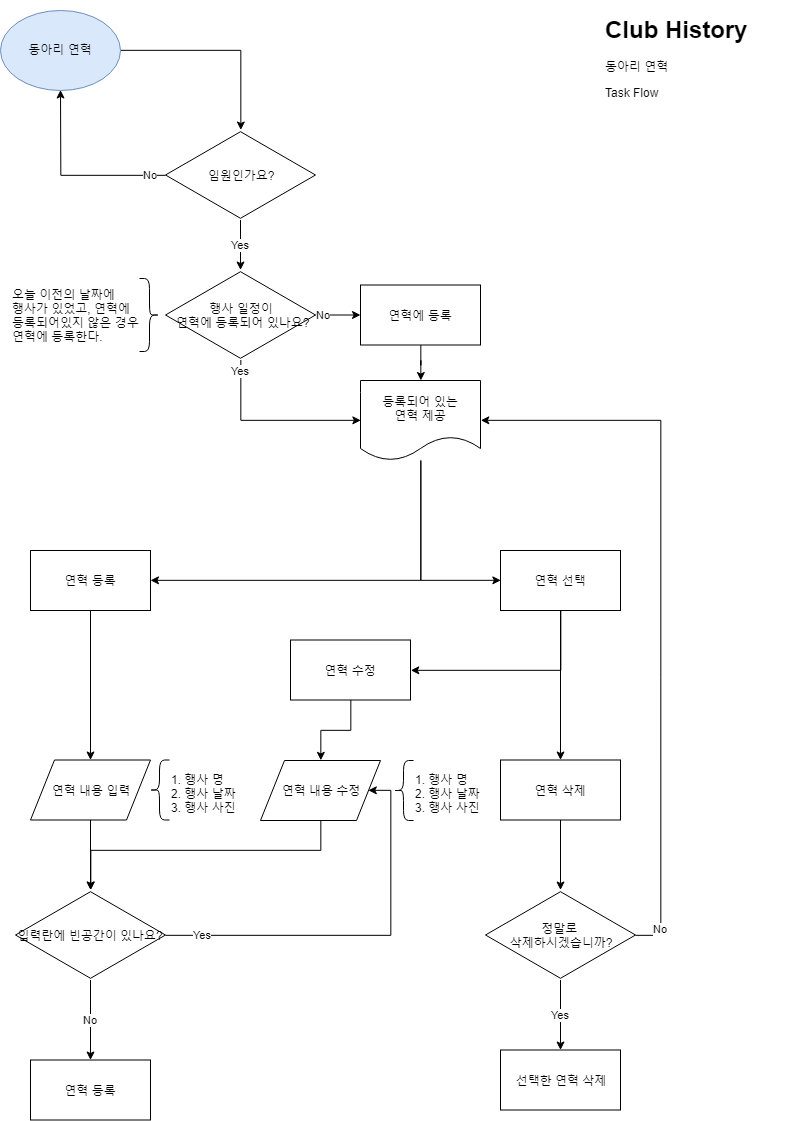 Club History
동아리 연혁
Task Flow
동아리 연혁
임원인가요?
No
Yes
오늘 이전의 날짜에
행사가 있었고, 연혁에
등록되어있지 않은 경우
연혁에 등록한다.
행사 일정이
연혁에 등록되어 있나요?
No
연혁에 등록
Yes
등록되어 있는
연혁 제공
연혁 등록
연혁 선택
연혁 수정
연혁 내용 입력
1. 행사 명
2. 행사 날짜
3. 행사 사진
연혁 내용 수정
1. 행사 명
2. 행사 날짜
3. 행사 사진
연혁 삭제
입력란에 빈공간이 있나요?
Yes
정말로
삭제하시겠습니까?
No
No
Yes
연혁 등록
선택한 연혁 삭제